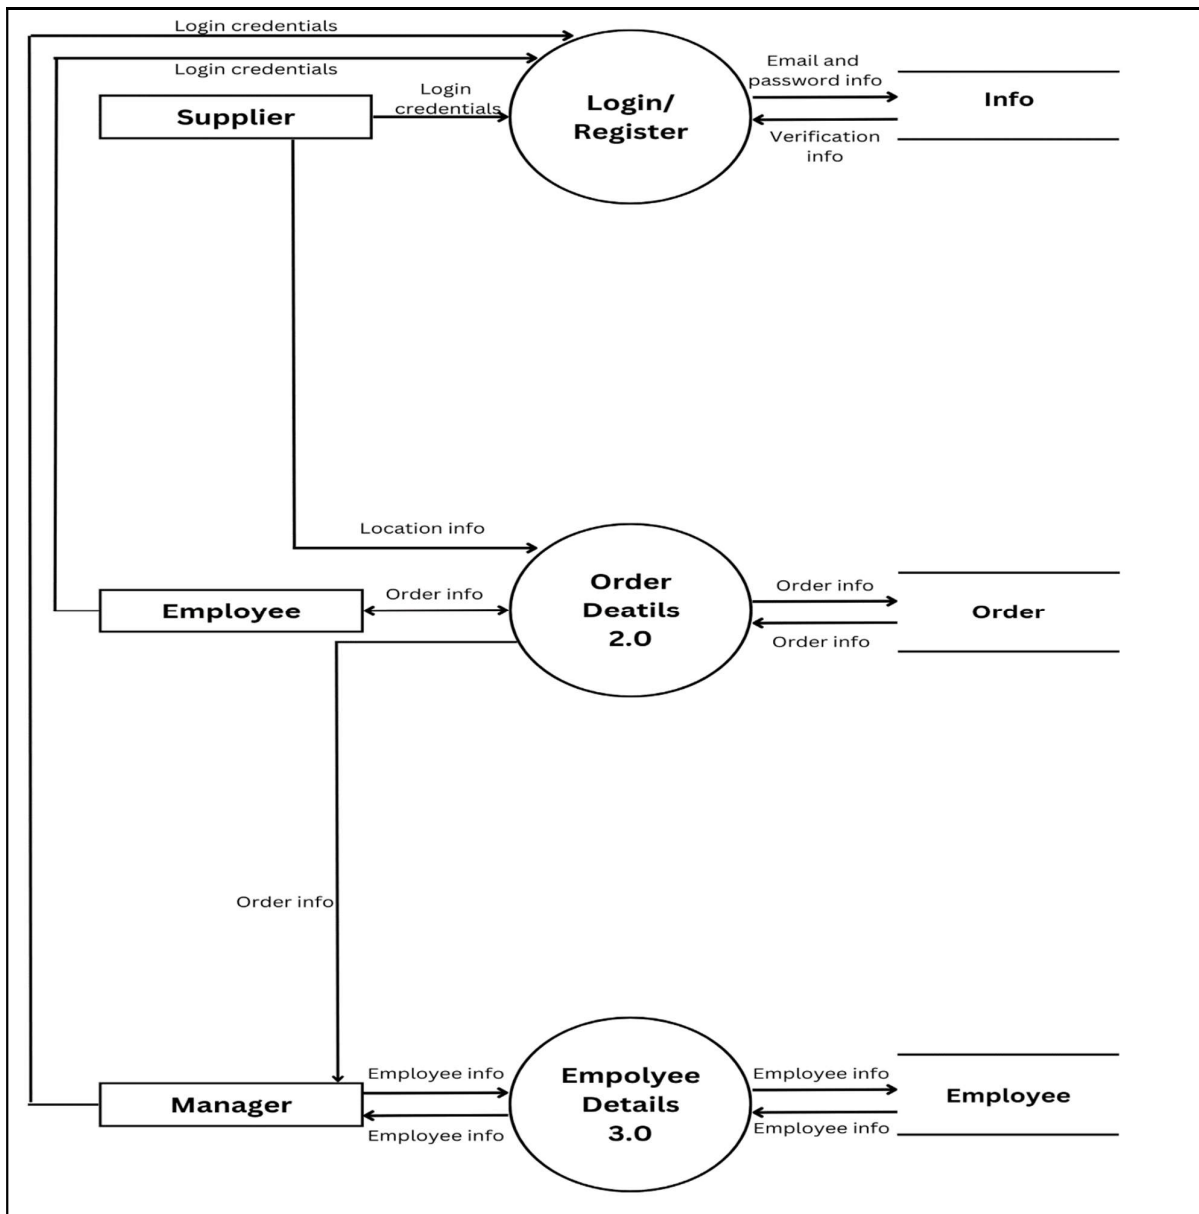 Login credentials
Login credentials
Supplier
Login
credentials
Login/
Register
Email and
password info
Info
Verification
info
Location info
Employee
Order info
Order
Deatils
2.0
Order info
Order
Order info
Order info
Manager
Employee info
Employee info
Empolyee
Details
3.0
Employee info
Employee
Employee info